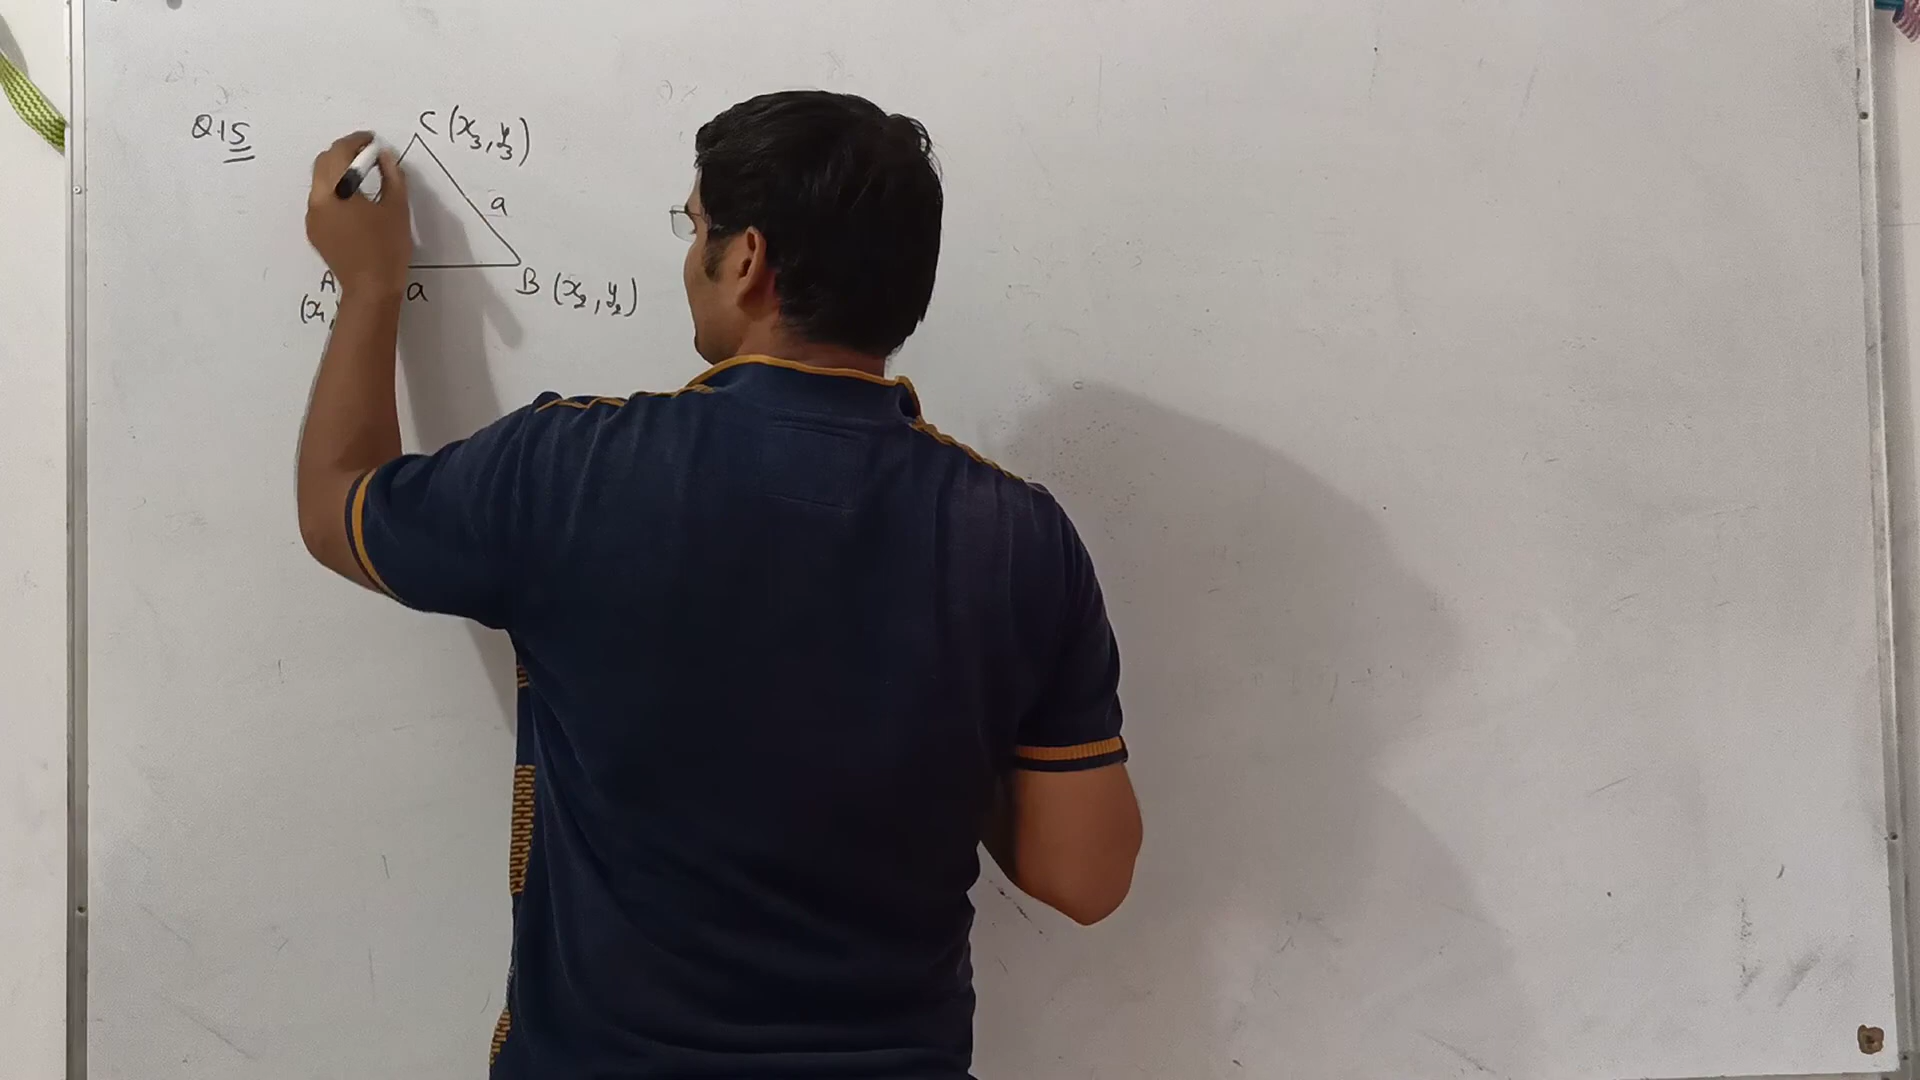 Q.15
C (x₃, y₃)
a
A
a
B (x₂, y₂)
(x₁,